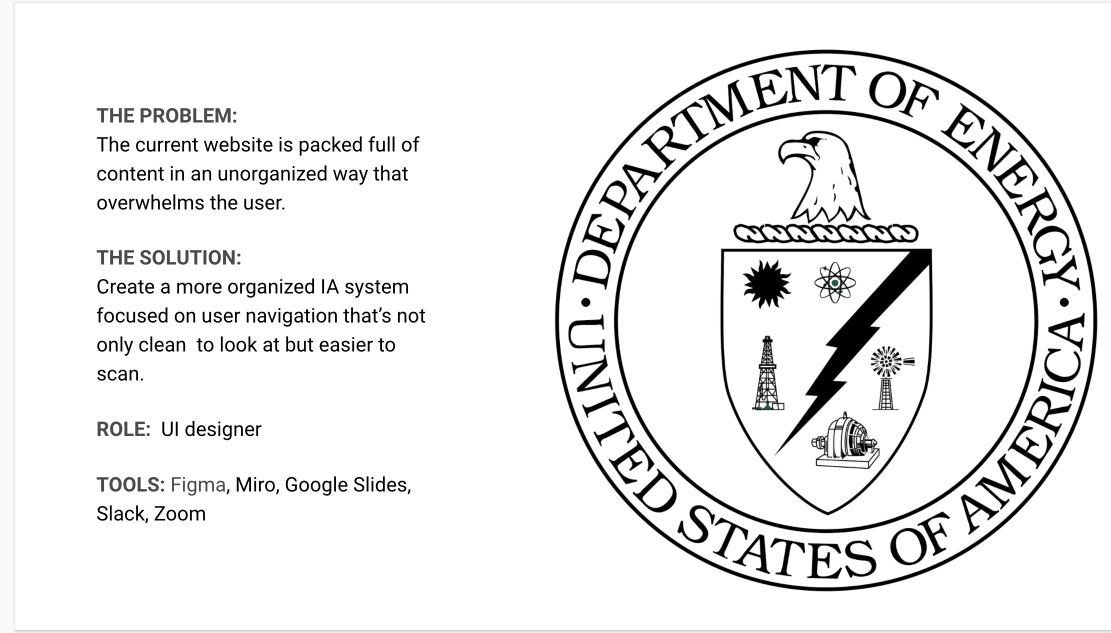 THE PROBLEM:
The current website is packed full of
content in an unorganized way that
overwhelms the user.
THE SOLUTION:
Create a more organized IA system
focused on user navigation that’s not
only clean  to look at but easier to
scan.
ROLE:  UI designer
TOOLS: Figma, Miro, Google Slides,
Slack, Zoom
DEPARTMENT OF ENERGY
UNITED STATES OF AMERICA